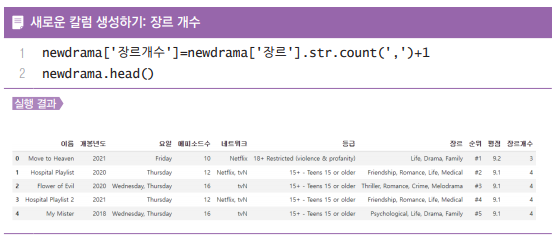 새로운 칼럼 생성하기: 장르 개수
1 newdrama['장르개수']=newdrama['장르'].str.count(',')+1
2 newdrama.head()
실행 결과
이름 개봉년도 요일 에피소드수 네트워크 등급 장르 순위 평점 장르개수
0 Move to Heaven 2021 Friday 10 Netflix 18+ Restricted (violence & profanity) Life, Drama, Family #1 9.2 3
1 Hospital Playlist 2020 Thursday 12 Netflix, tvN 15+ - Teens 15 or older Friendship, Romance, Life, Medical #2 9.1 4
2 Flower of Evil 2020 Wednesday, Thursday 16 tvN 15+ - Teens 15 or older Thriller, Romance, Crime, Melodrama #3 9.1 4
3 Hospital Playlist 2 2021 Thursday 12 Netflix, tvN 15+ - Teens 15 or older Friendship, Romance, Life, Medical #4 9.1 4
4 My Mister 2018 Wednesday, Thursday 16 tvN 15+ - Teens 15 or older Psychological, Life, Drama, Family #5 9.1 4